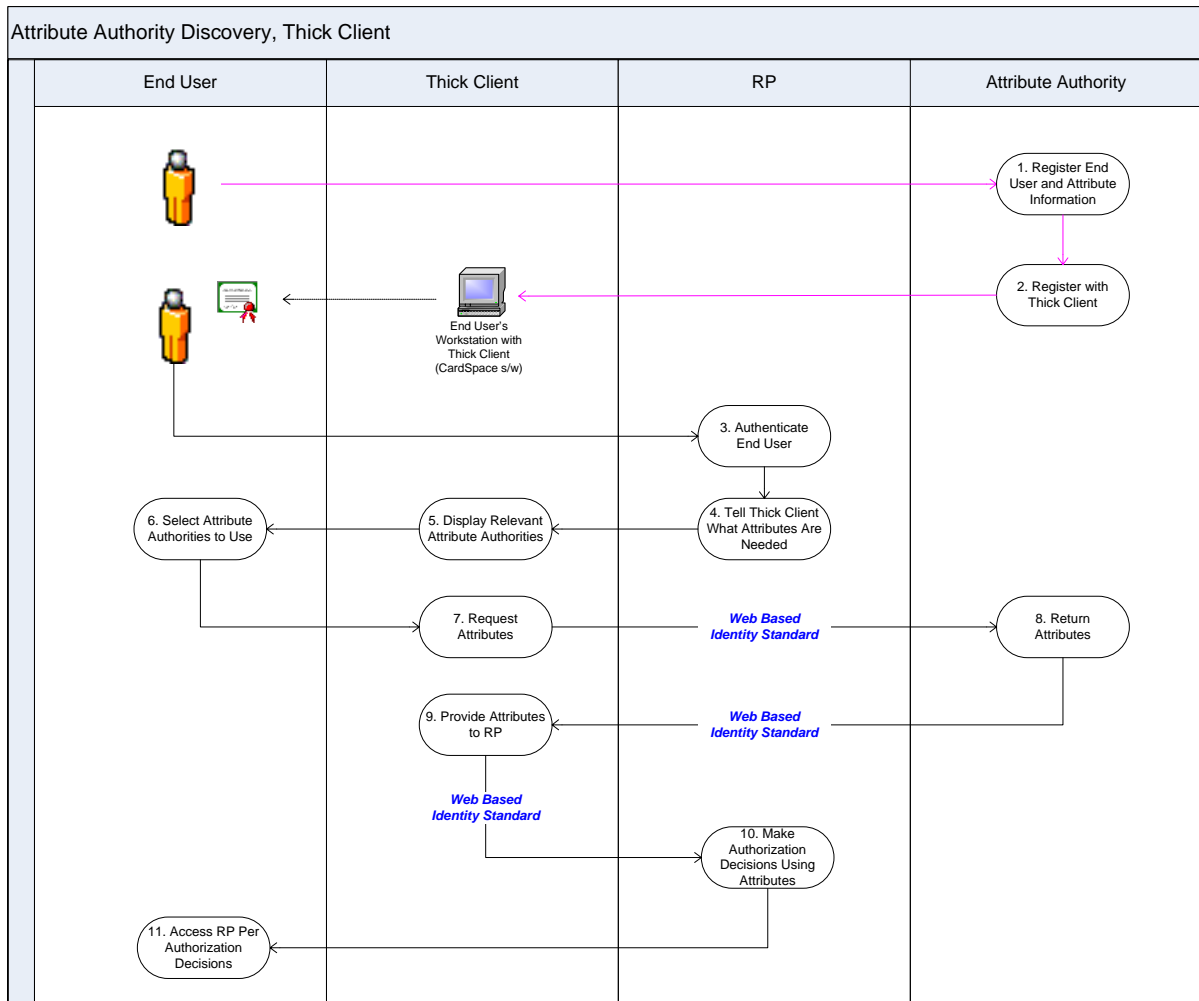 Attribute Authority Discovery, Thick Client
End User
Thick Client
RP
Attribute Authority
1. Register End
User and Attribute
Information
2. Register with
Thick Client
End User's
Workstation with
Thick Client
(CardSpace s/w)
3. Authenticate
End User
4. Tell Thick Client
What Attributes Are
Needed
5. Display Relevant
Attribute Authorities
6. Select Attribute
Authorities to Use
7. Request
Attributes
Web Based
Identity Standard
8. Return
Attributes
9. Provide Attributes
to RP
Web Based
Identity Standard
Web Based
Identity Standard
10. Make
Authorization
Decisions Using
Attributes
11. Access RP Per
Authorization
Decisions